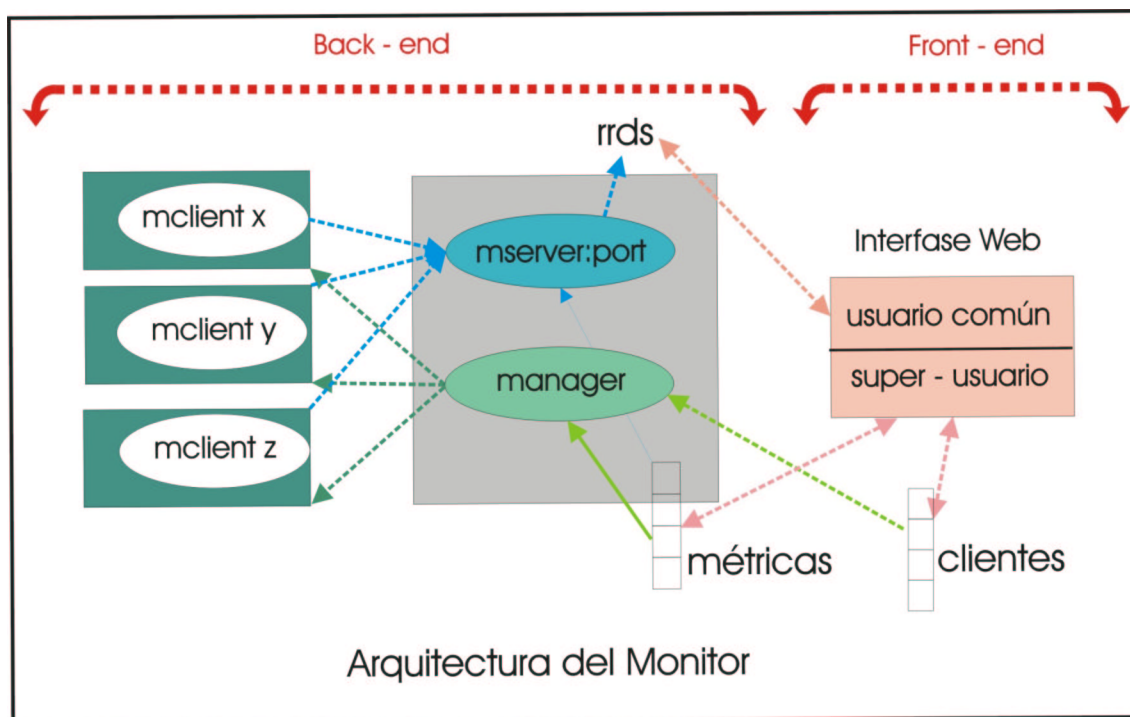 Back - end
Front - end
rrds
mclient x
mserver:port
Interfase Web
usuario común
mclient y
manager
super - usuario
mclient z
métricas
clientes
Arquitectura del Monitor